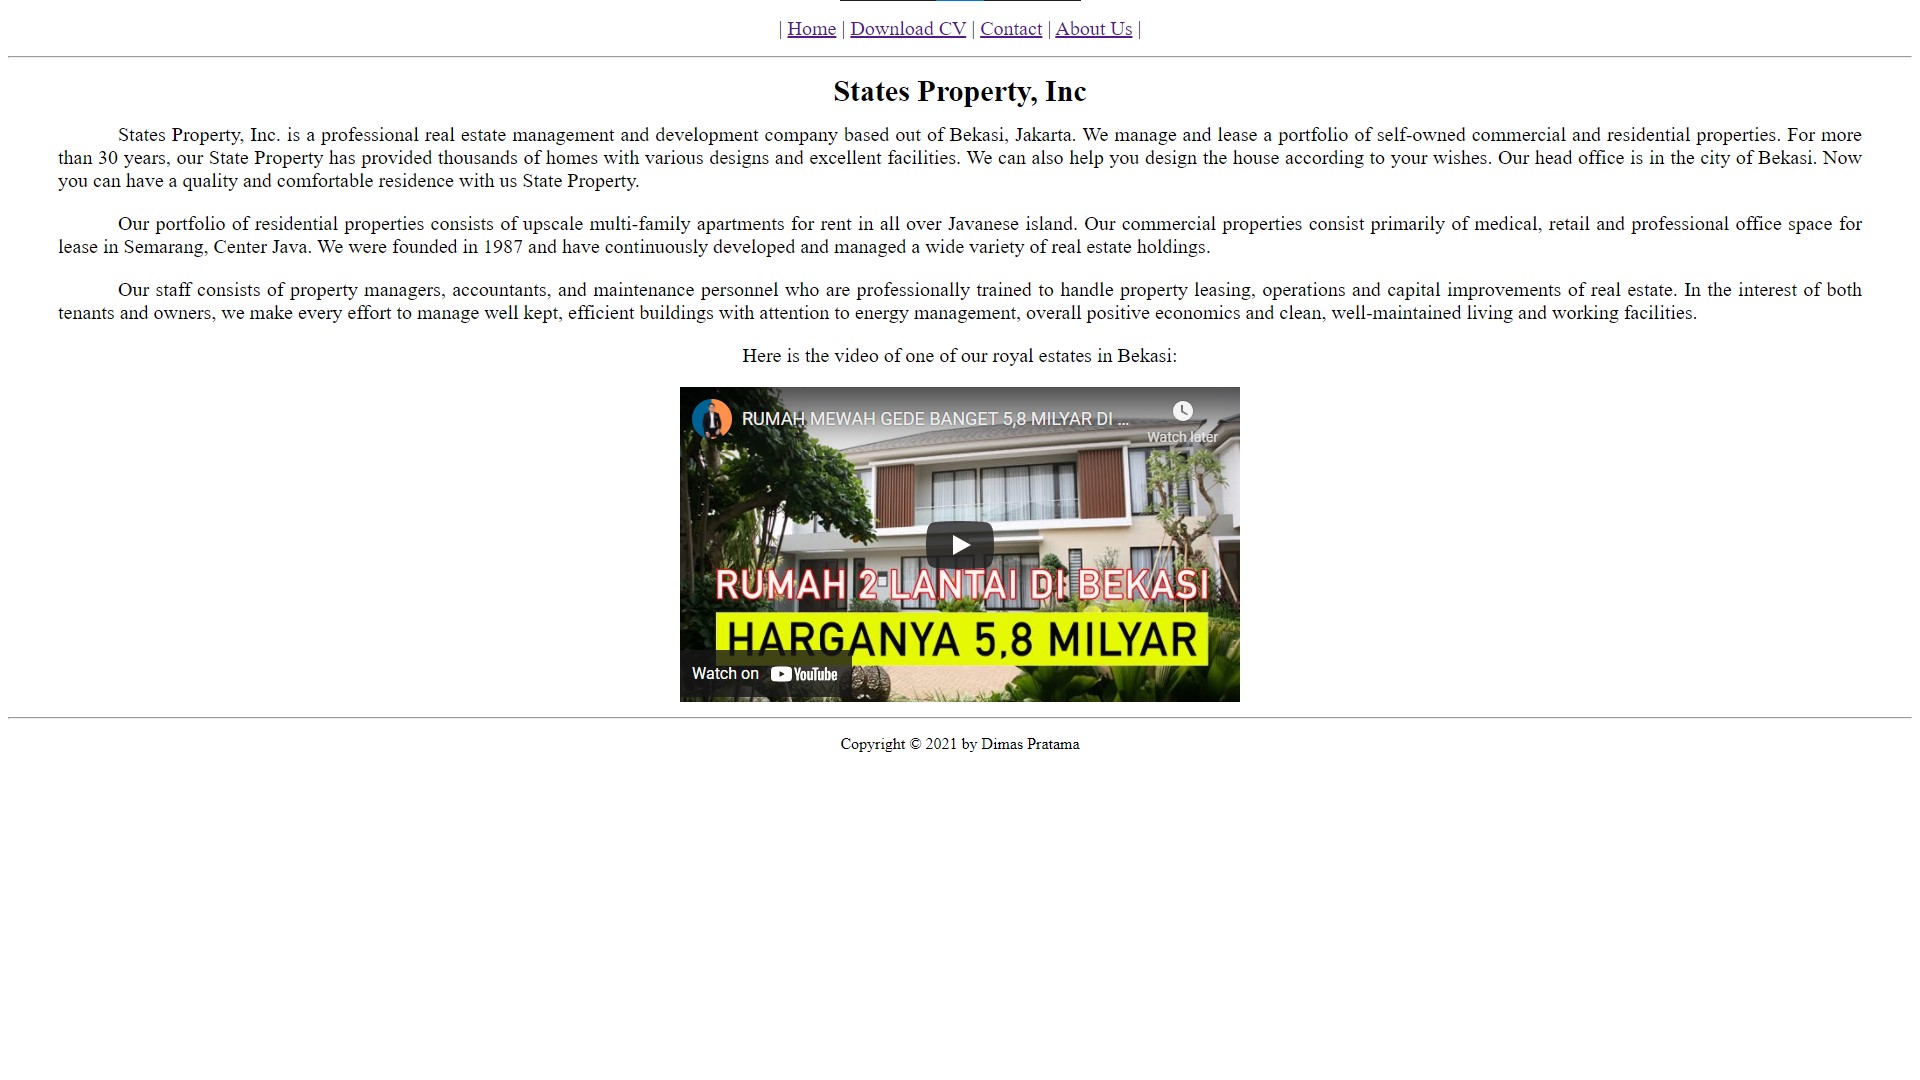 | Home | Download CV | Contact | About Us |
States Property, Inc
States Property, Inc. is a professional real estate management and development company based out of Bekasi, Jakarta. We manage and lease a portfolio of self-owned commercial and residential properties. For more
than 30 years, our State Property has provided thousands of homes with various designs and excellent facilities. We can also help you design the house according to your wishes. Our head office is in the city of Bekasi. Now
you can have a quality and comfortable residence with us State Property.
Our portfolio of residential properties consists of upscale multi-family apartments for rent in all over Javanese island. Our commercial properties consist primarily of medical, retail and professional office space for
lease in Semarang, Center Java. We were founded in 1987 and have continuously developed and managed a wide variety of real estate holdings.
Our staff consists of property managers, accountants, and maintenance personnel who are professionally trained to handle property leasing, operations and capital improvements of real estate. In the interest of both
tenants and owners, we make every effort to manage well kept, efficient buildings with attention to energy management, overall positive economics and clean, well-maintained living and working facilities.
Here is the video of one of our royal estates in Bekasi:
RUMAH MEWAH GEDE BANGET 5,8 MILYAR DI ...
Watch later
RUMAH 2 LANTAI DI BEKASI
HARGANYA 5,8 MILYAR
Watch on YouTube
Copyright © 2021 by Dimas Pratama